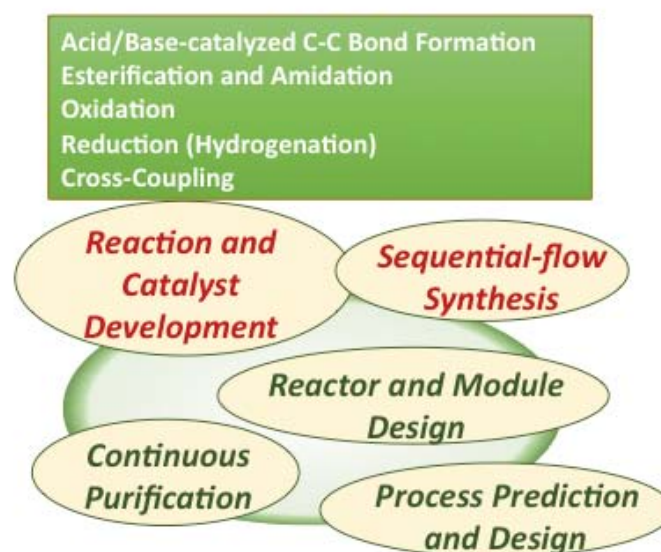 Acid/Base-catalyzed C-C Bond Formation
Esterification and Amidation
Oxidation
Reduction (Hydrogenation)
Cross-Coupling
Reaction and
Catalyst
Development
Sequential-flow
Synthesis
Reactor and Module
Design
Continuous
Purification
Process Prediction
and Design